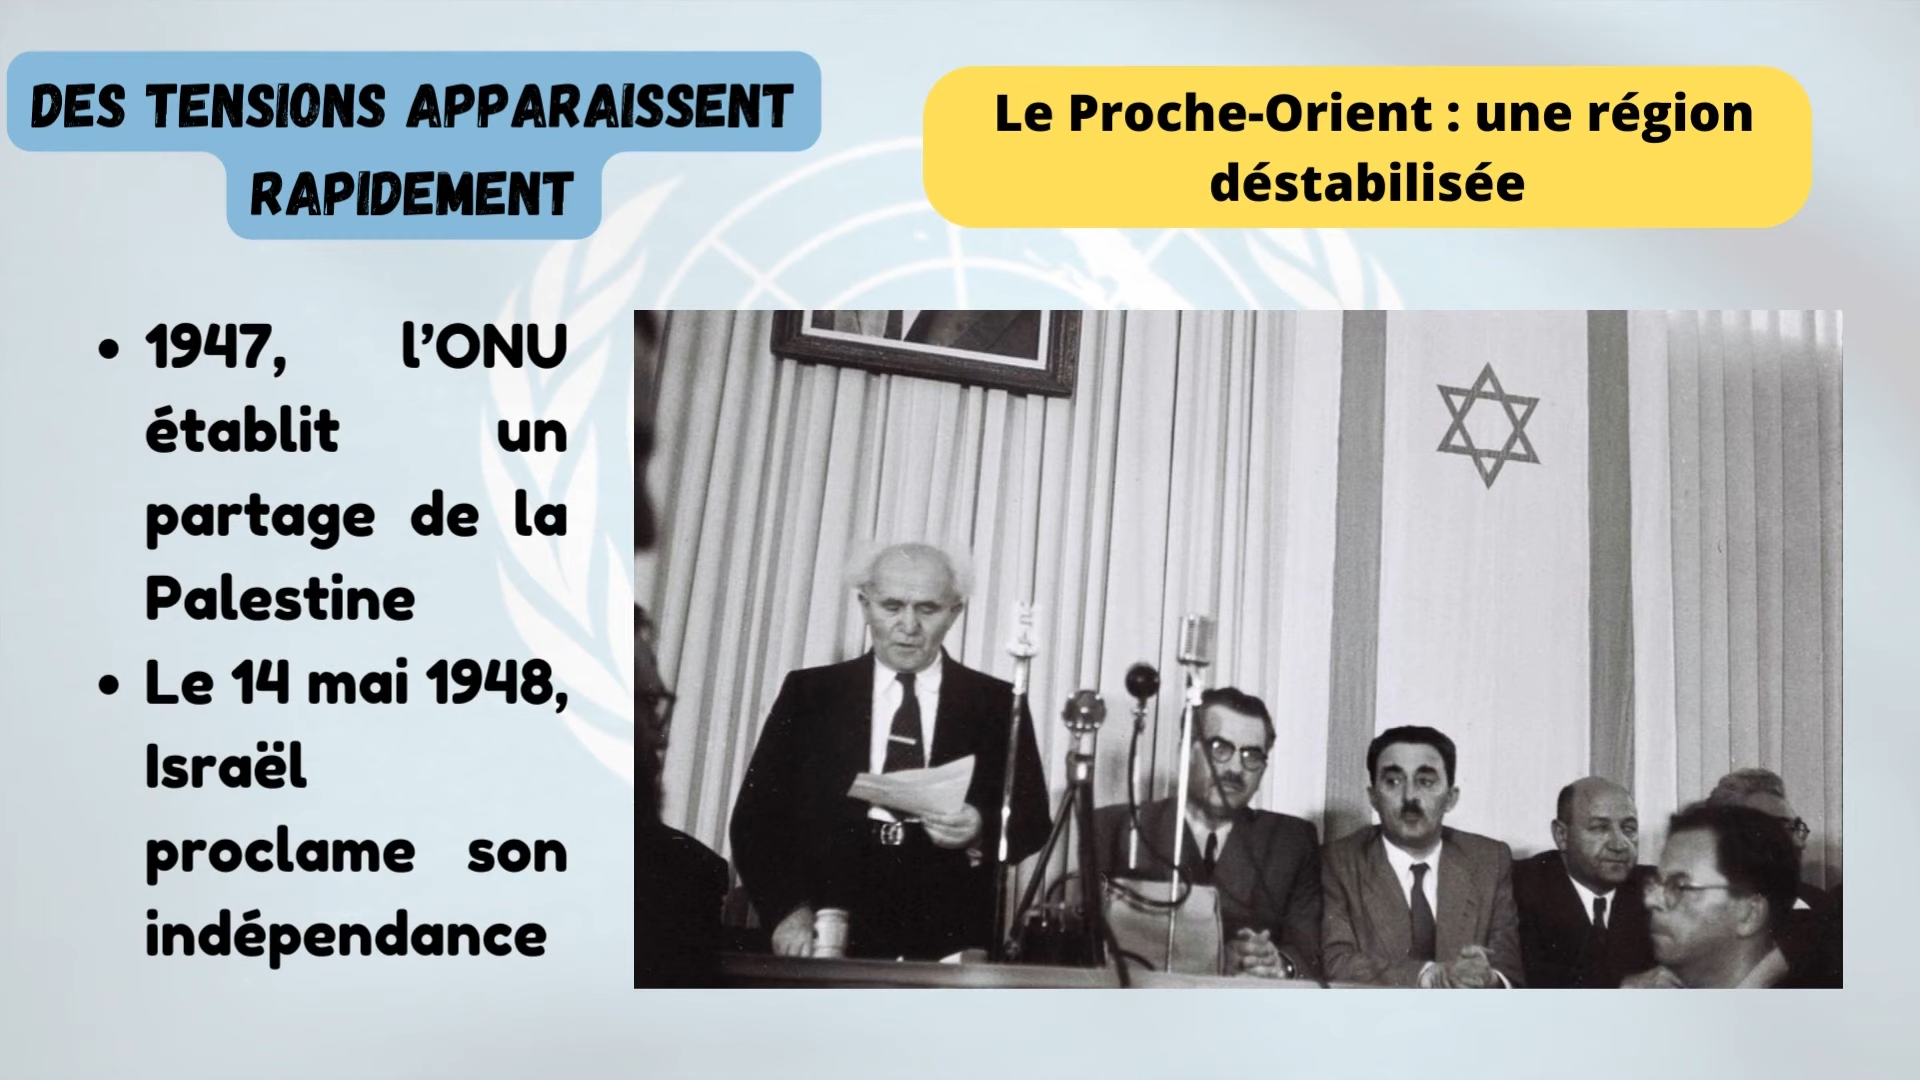 DES TENSIONS APPARAISSENT
RAPIDEMENT
Le Proche-Orient : une région
déstabilisée
• 1947, l’ONU
établit un
partage de la
Palestine
• Le 14 mai 1948,
Israël
proclame son
indépendance